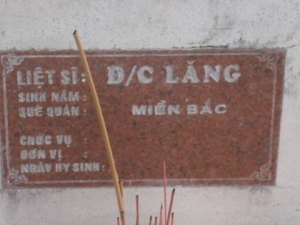 LIỆT SĨ: Đ/C LĂNG
SINH NĂM:
QUÊ QUÁN: MIỀN BẮC
CHỨC VỤ
ĐƠN VỊ :
NGÀY HY SINH: